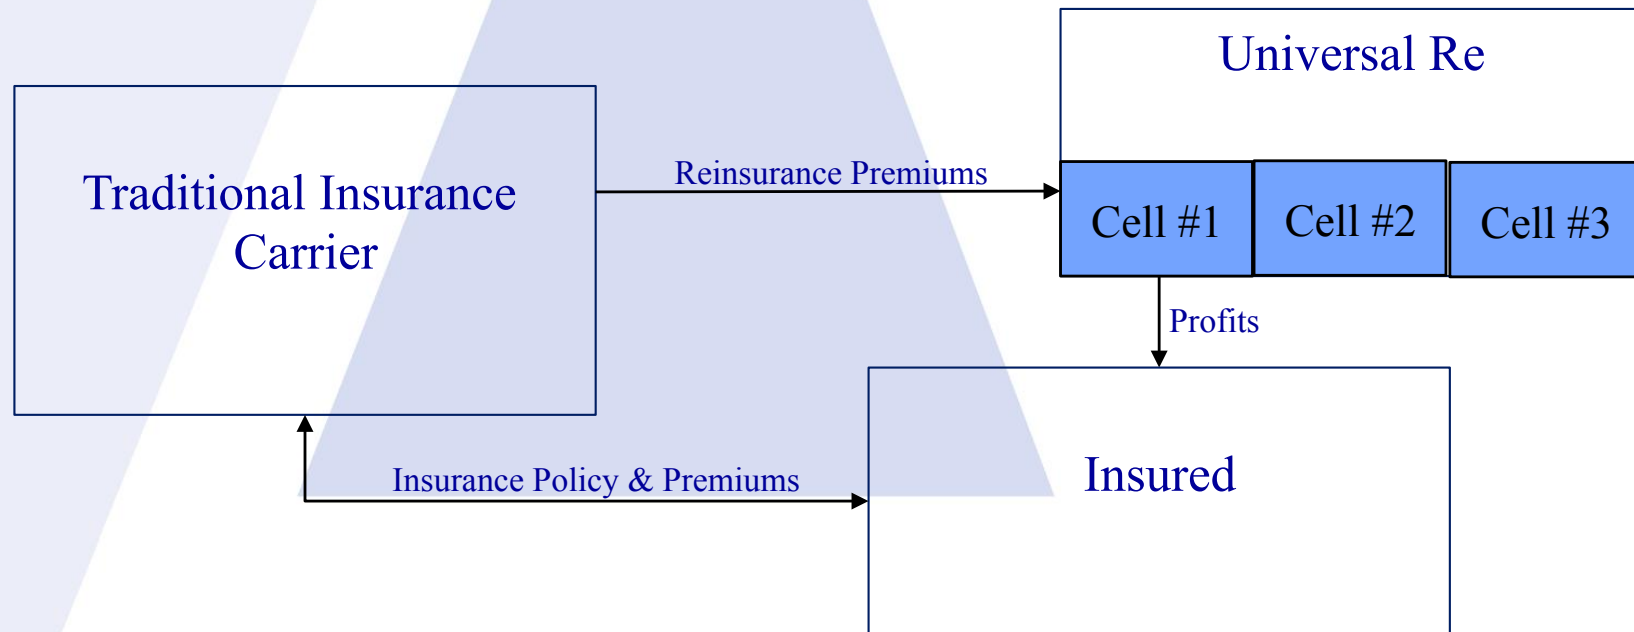 Universal Re
Traditional Insurance
Carrier
Reinsurance Premiums
Cell #1
Cell #2
Cell #3
Profits
Insurance Policy & Premiums
Insured